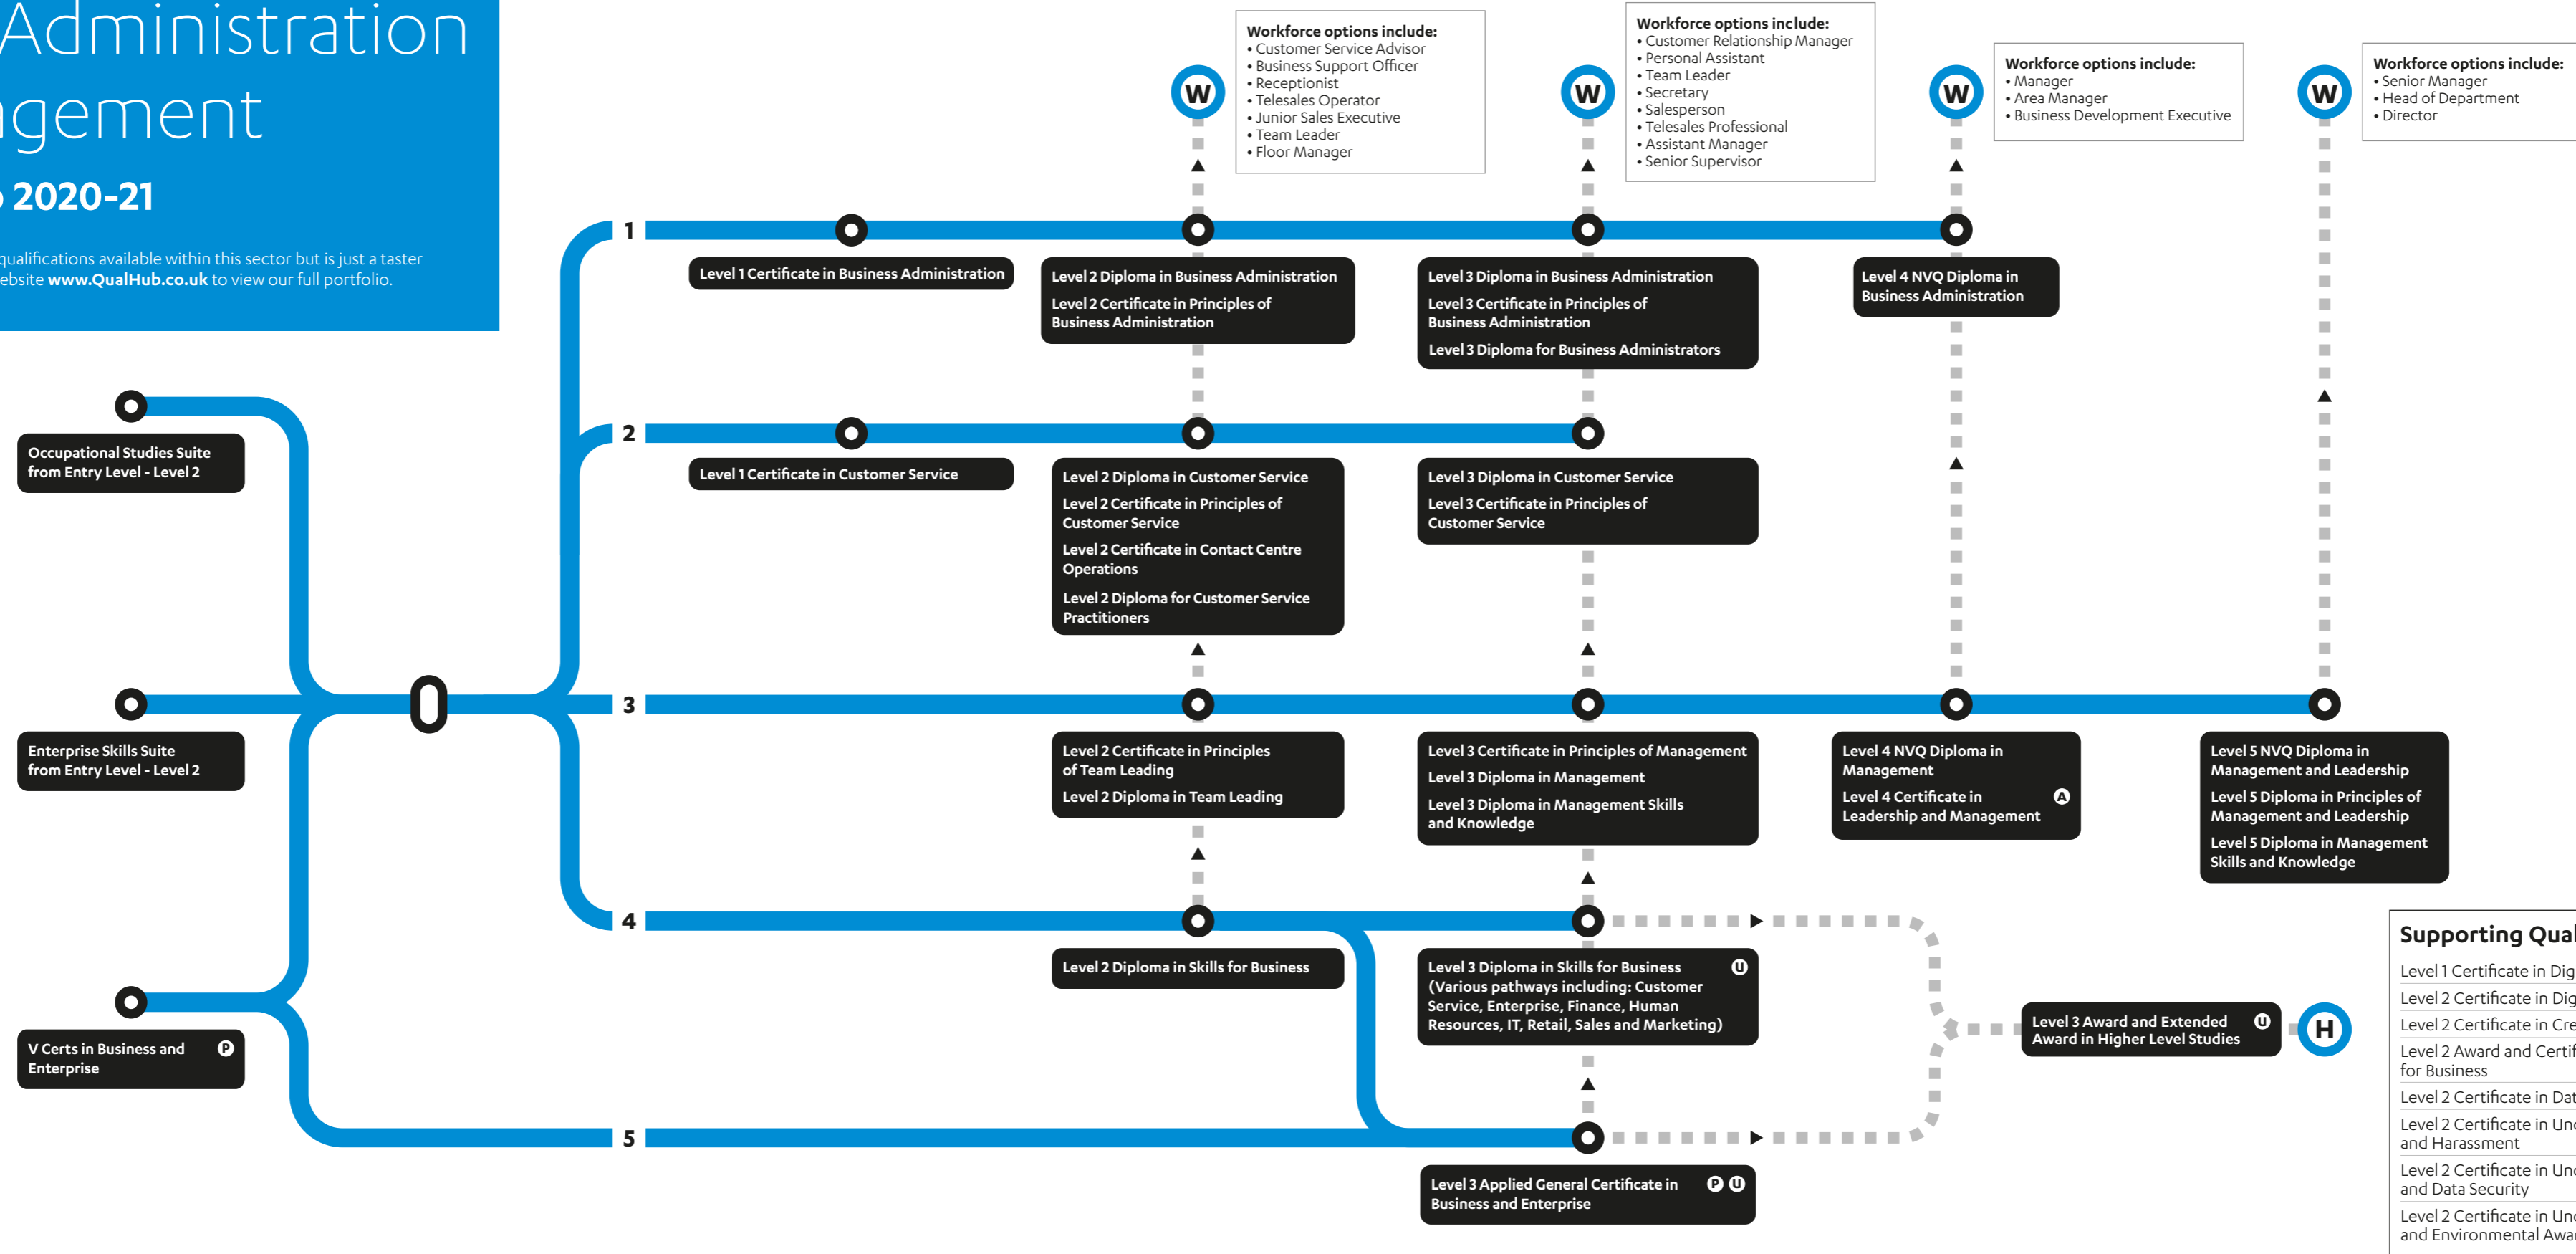 Administration
gement
2020-21
qualifications available within this sector but is just a taster
ebsite www.QualHub.co.uk to view our full portfolio.
Workforce options include:
• Customer Service Advisor
• Business Support Officer
• Receptionist
• Telesales Operator
• Junior Sales Executive
• Team Leader
• Floor Manager
W
Workforce options include:
• Customer Relationship Manager
• Personal Assistant
• Team Leader
• Secretary
• Salesperson
• Telesales Professional
• Assistant Manager
• Senior Supervisor
W
Workforce options include:
• Manager
• Area Manager
• Business Development Executive
W
Workforce options include:
• Senior Manager
• Head of Department
• Director
W
1
Level 1 Certificate in Business Administration
Level 2 Diploma in Business Administration
Level 2 Certificate in Principles of
Business Administration
Level 3 Diploma in Business Administration
Level 3 Certificate in Principles of
Business Administration
Level 3 Diploma for Business Administrators
Level 4 NVQ Diploma in
Business Administration
Occupational Studies Suite
from Entry Level - Level 2
2
Level 1 Certificate in Customer Service
Level 2 Diploma in Customer Service
Level 2 Certificate in Principles of
Customer Service
Level 2 Certificate in Contact Centre
Operations
Level 2 Diploma for Customer Service
Practitioners
Level 3 Diploma in Customer Service
Level 3 Certificate in Principles of
Customer Service
Enterprise Skills Suite
from Entry Level - Level 2
3
Level 2 Certificate in Principles
of Team Leading
Level 2 Diploma in Team Leading
Level 3 Certificate in Principles of Management
Level 3 Diploma in Management
Level 3 Diploma in Management Skills
and Knowledge
Level 4 NVQ Diploma in
Management
Level 4 Certificate in
Leadership and Management
A
Level 5 NVQ Diploma in
Management and Leadership
Level 5 Diploma in Principles of
Management and Leadership
Level 5 Diploma in Management
Skills and Knowledge
4
Level 2 Diploma in Skills for Business
Level 3 Diploma in Skills for Business U
(Various pathways including: Customer
Service, Enterprise, Finance, Human
Resources, IT, Retail, Sales and Marketing)
V Certs in Business and P
Enterprise
Level 3 Award and Extended U
Award in Higher Level Studies
H
5
Level 3 Applied General Certificate in P U
Business and Enterprise
Supporting Qual
Level 1 Certificate in Dig
Level 2 Certificate in Dig
Level 2 Certificate in Cre
Level 2 Award and Certif
for Business
Level 2 Certificate in Dat
Level 2 Certificate in Und
and Harassment
Level 2 Certificate in Und
and Data Security
Level 2 Certificate in Und
and Environmental Awa